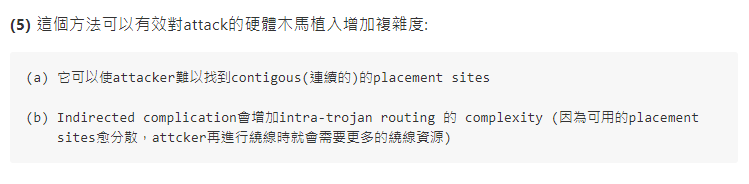 (5) 這個方法可以有效對attack的硬體木馬植入增加複雜度:
(a) 它可以使attacker難以找到contigous(連續的)的placement sites
(b) Indirected complication會增加intra-trojan routing 的 complexity (因為可用的placement
sites愈分散，attcker再進行繞線時就會需要更多的繞線資源)